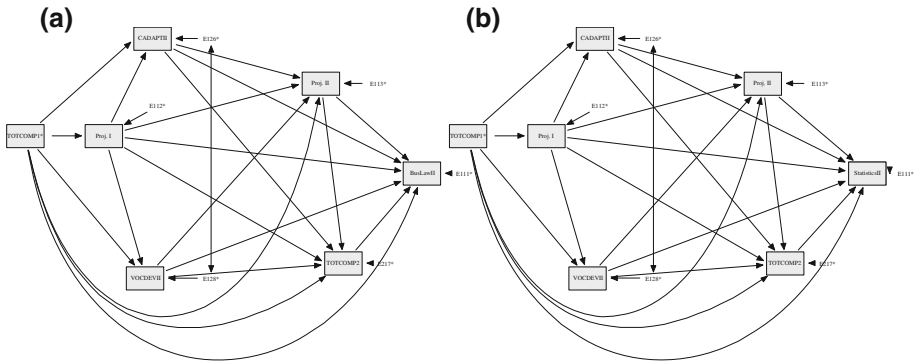 (a)
CADAPTII
E126*
Proj. II
E113*
E112*
TOTCOMP1*
Proj. I
BusLawII
E111*
TOTCOMP2
E217*
VOCDEVII
E128*
(b)
CADAPTII
E126*
Proj. II
E113*
E112*
TOTCOMP1*
Proj. I
StatisticsII
E111*
TOTCOMP2
E217*
VOCDEVII
E128*